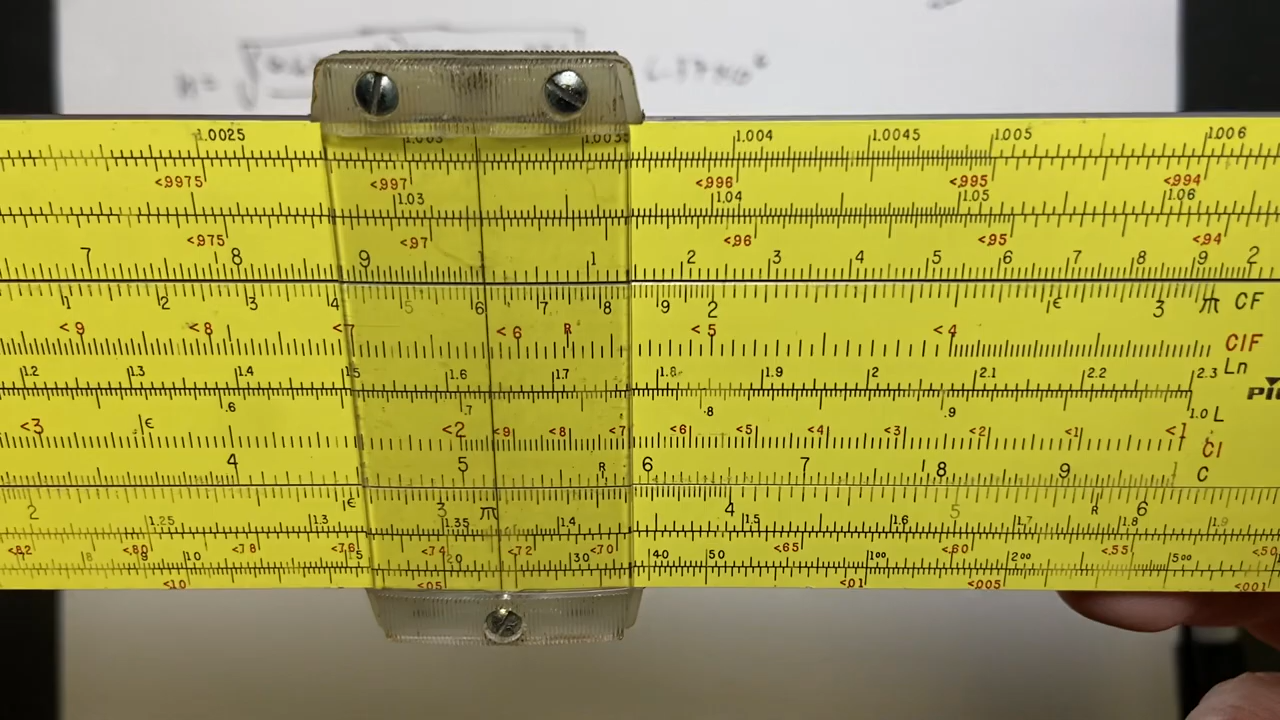 1.0025 1.003 1.0035 1.004 1.0045 1.005 1.006
<.9975 <.997 <.996 <.995 <.994
1.03 1.04 1.05 1.06
<.975 <.97 <.96 <.95 <.94
7 8 9 1 1 2 3 4 5 6 7 8 9 2
1 2 3 4 5 6 7 8 9 2 ϵ 3 π CF
<9 <8 <7 <6 R <5 <4 CIF
1.2 1.3 1.4 1.5 1.6 1.7 1.8 1.9 2 2.1 2.2 2.3 Ln
.6 .7 .8 .9 1.0 L
<3 ϵ <2 <9 <8 <7 <6 <5 <4 <3 <2 <1 <1 CI
4 5 R 6 7 8 9 C
2 ϵ 3 π 4 5 R 6
1.25 1.3 1.35 1.4 1.5 1.6 1.7 1.8 1.9
<.82 <.80 <.78 <.76 <.74 <.72 <.70 <.65 <.60 <.55 <.50
8 9 10 15 20 30 40 50 100 200 500
<.10 <.05 <.01 <.005 <.001